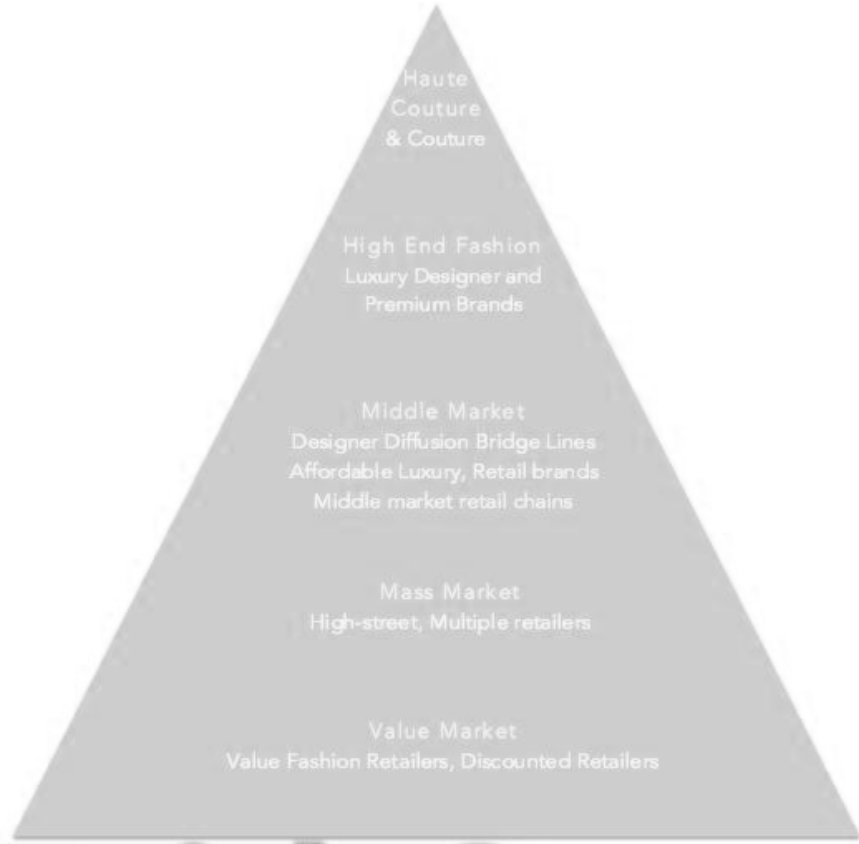 Haute
Couture
& Couture
High End Fashion
Luxury Designer and
Premium Brands
Middle Market
Designer Diffusion Bridge Lines
Affordable Luxury, Retail brands
Middle market retail chains
Mass Market
High-street, Multiple retailers
Value Market
Value Fashion Retailers, Discounted Retailers